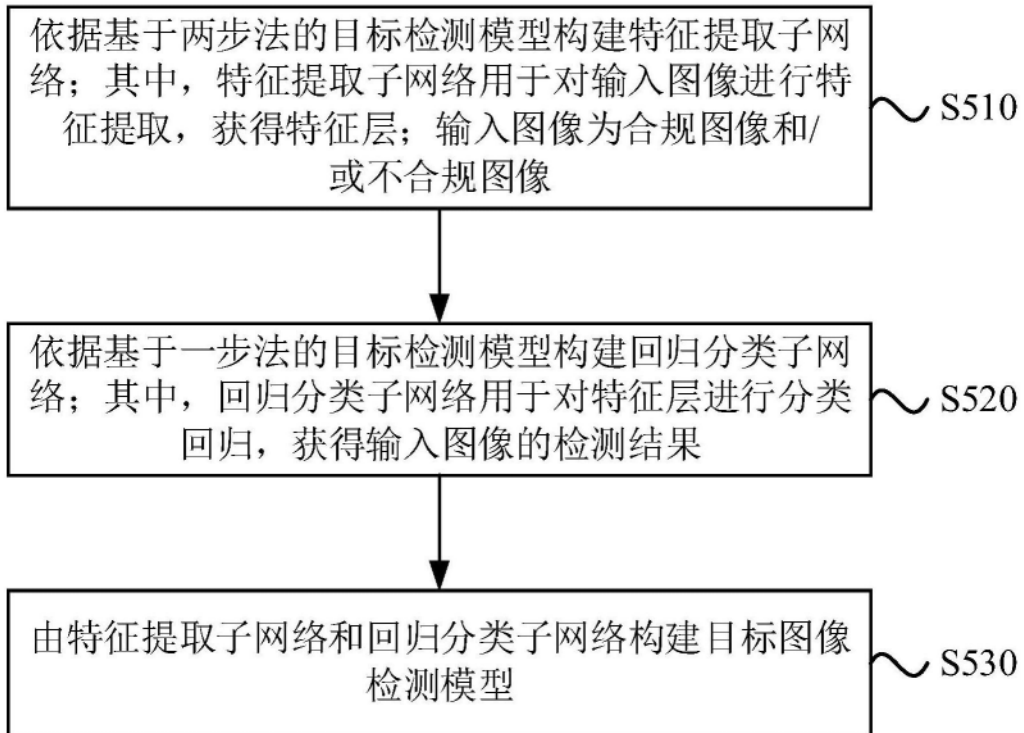 依据基于两步法的目标检测模型构建特征提取子网
络；其中，特征提取子网络用于对输入图像进行特
征提取，获得特征层；输入图像为合规图像和/
或不合规图像
S510
依据基于一步法的目标检测模型构建回归分类子网
络；其中，回归分类子网络用于对特征层进行分类
回归，获得输入图像的检测结果
S520
由特征提取子网络和回归分类子网络构建目标图像
检测模型
S530